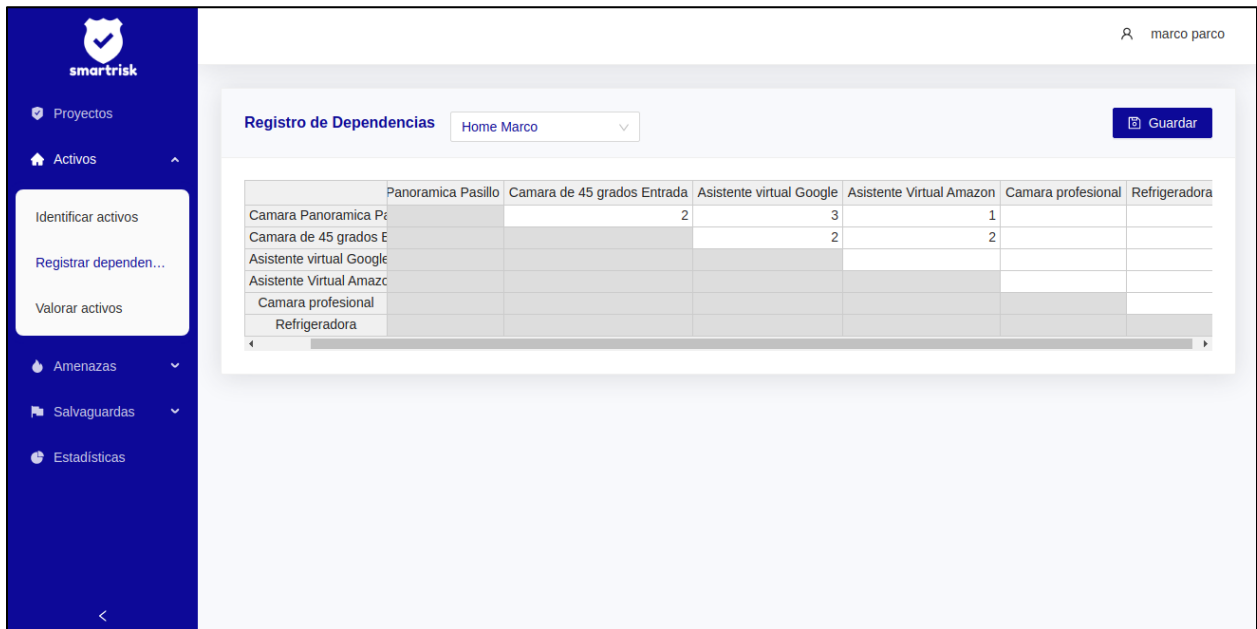 smartrisk
marco parco
Proyectos
Activos
Identificar activos
Registrar dependen...
Valorar activos
Amenazas
Salvaguardas
Estadísticas
Registro de Dependencias Home Marco Guardar
Panoramica Pasillo Camara de 45 grados Entrada Asistente virtual Google Asistente Virtual Amazon Camara profesional Refrigeradora
Camara Panoramica Pa 2 3 1
Camara de 45 grados E 2 2
Asistente virtual Google
Asistente Virtual Amazo
Camara profesional
Refrigeradora